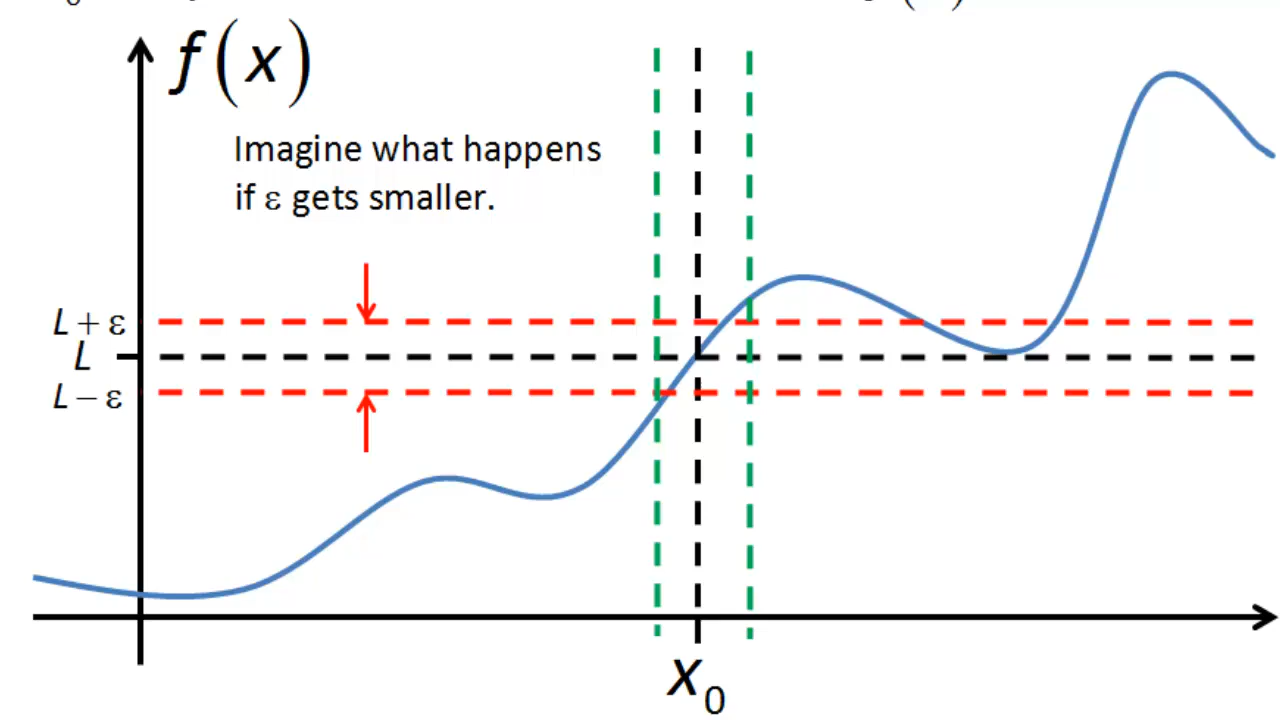 f(x)
Imagine what happens
if ε gets smaller.
L+ε
L
L−ε
x₀